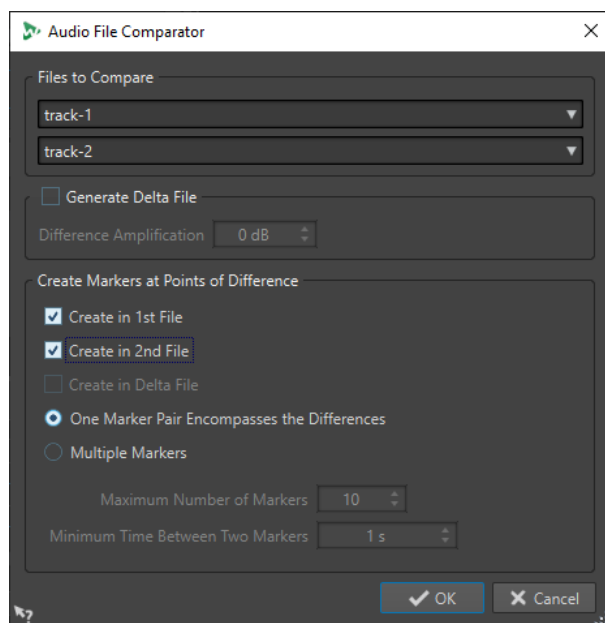 Audio File Comparator
Files to Compare
track-1
track-2
Generate Delta File
Difference Amplification 0 dB
Create Markers at Points of Difference
Create in 1st File
Create in 2nd File
Create in Delta File
One Marker Pair Encompasses the Differences
Multiple Markers
Maximum Number of Markers 10
Minimum Time Between Two Markers 1 s
OK Cancel
?